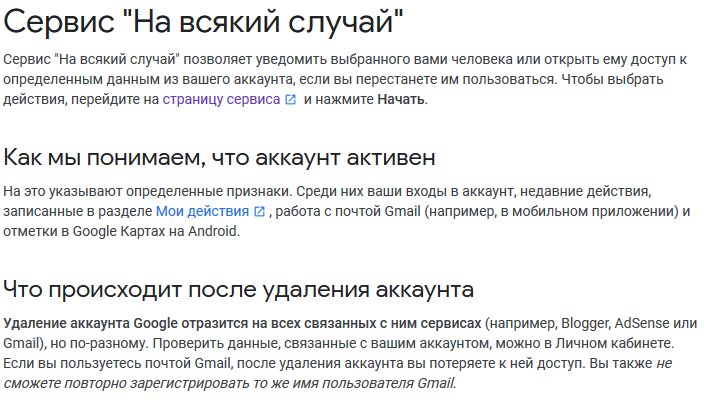 Сервис "На всякий случай"
Сервис "На всякий случай" позволяет уведомить выбранного вами человека или открыть ему доступ к
определенным данным из вашего аккаунта, если вы перестанете им пользоваться. Чтобы выбрать
действия, перейдите на страницу сервиса и нажмите Начать.
Как мы понимаем, что аккаунт активен
На это указывают определенные признаки. Среди них ваши входы в аккаунт, недавние действия,
записанные в разделе Мои действия , работа с почтой Gmail (например, в мобильном приложении) и
отметки в Google Картах на Android.
Что происходит после удаления аккаунта
Удаление аккаунта Google отразится на всех связанных с ним сервисах (например, Blogger, AdSense или
Gmail), но по-разному. Проверить данные, связанные с вашим аккаунтом, можно в Личном кабинете.
Если вы пользуетесь почтой Gmail, после удаления аккаунта вы потеряете к ней доступ. Вы также не
сможете повторно зарегистрировать то же имя пользователя Gmail.